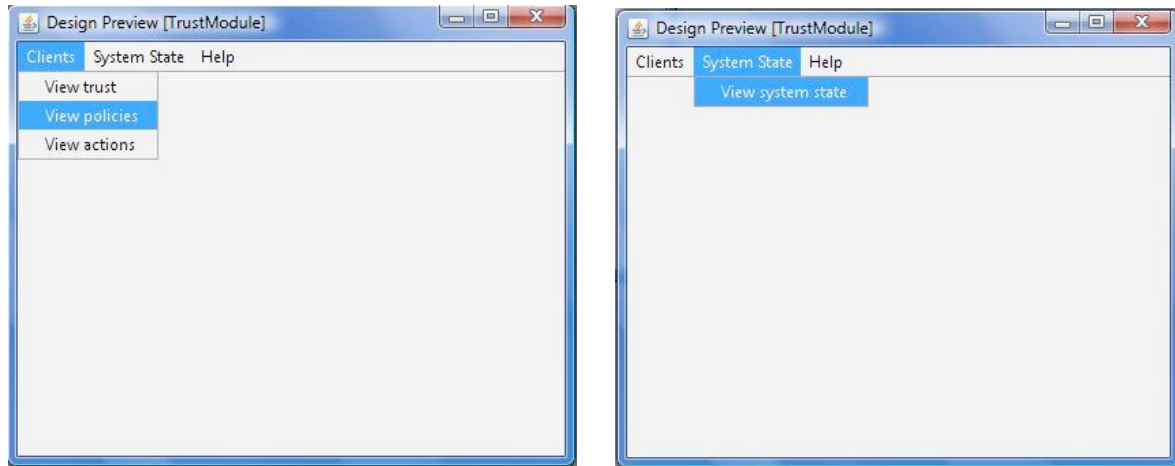 Design Preview [TrustModule]
Clients System State Help
View trust
View policies
View actions
Design Preview [TrustModule]
Clients System State Help
View system state